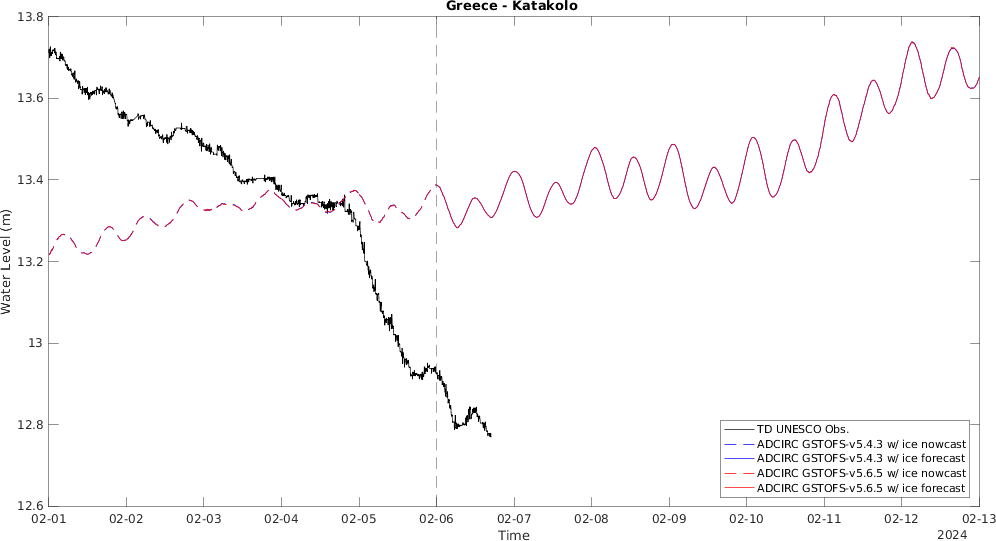 Greece - Katakolo
13.8
13.6
13.4
13.2
13
12.8
12.6
Water Level (m)
02-01 02-02 02-03 02-04 02-05 02-06 02-07 02-08 02-09 02-10 02-11 02-12 02-13
Time
2024
TD UNESCO Obs.
ADCIRC GSTOFS-v5.4.3 w/ ice nowcast
ADCIRC GSTOFS-v5.4.3 w/ ice forecast
ADCIRC GSTOFS-v5.6.5 w/ ice nowcast
ADCIRC GSTOFS-v5.6.5 w/ ice forecast